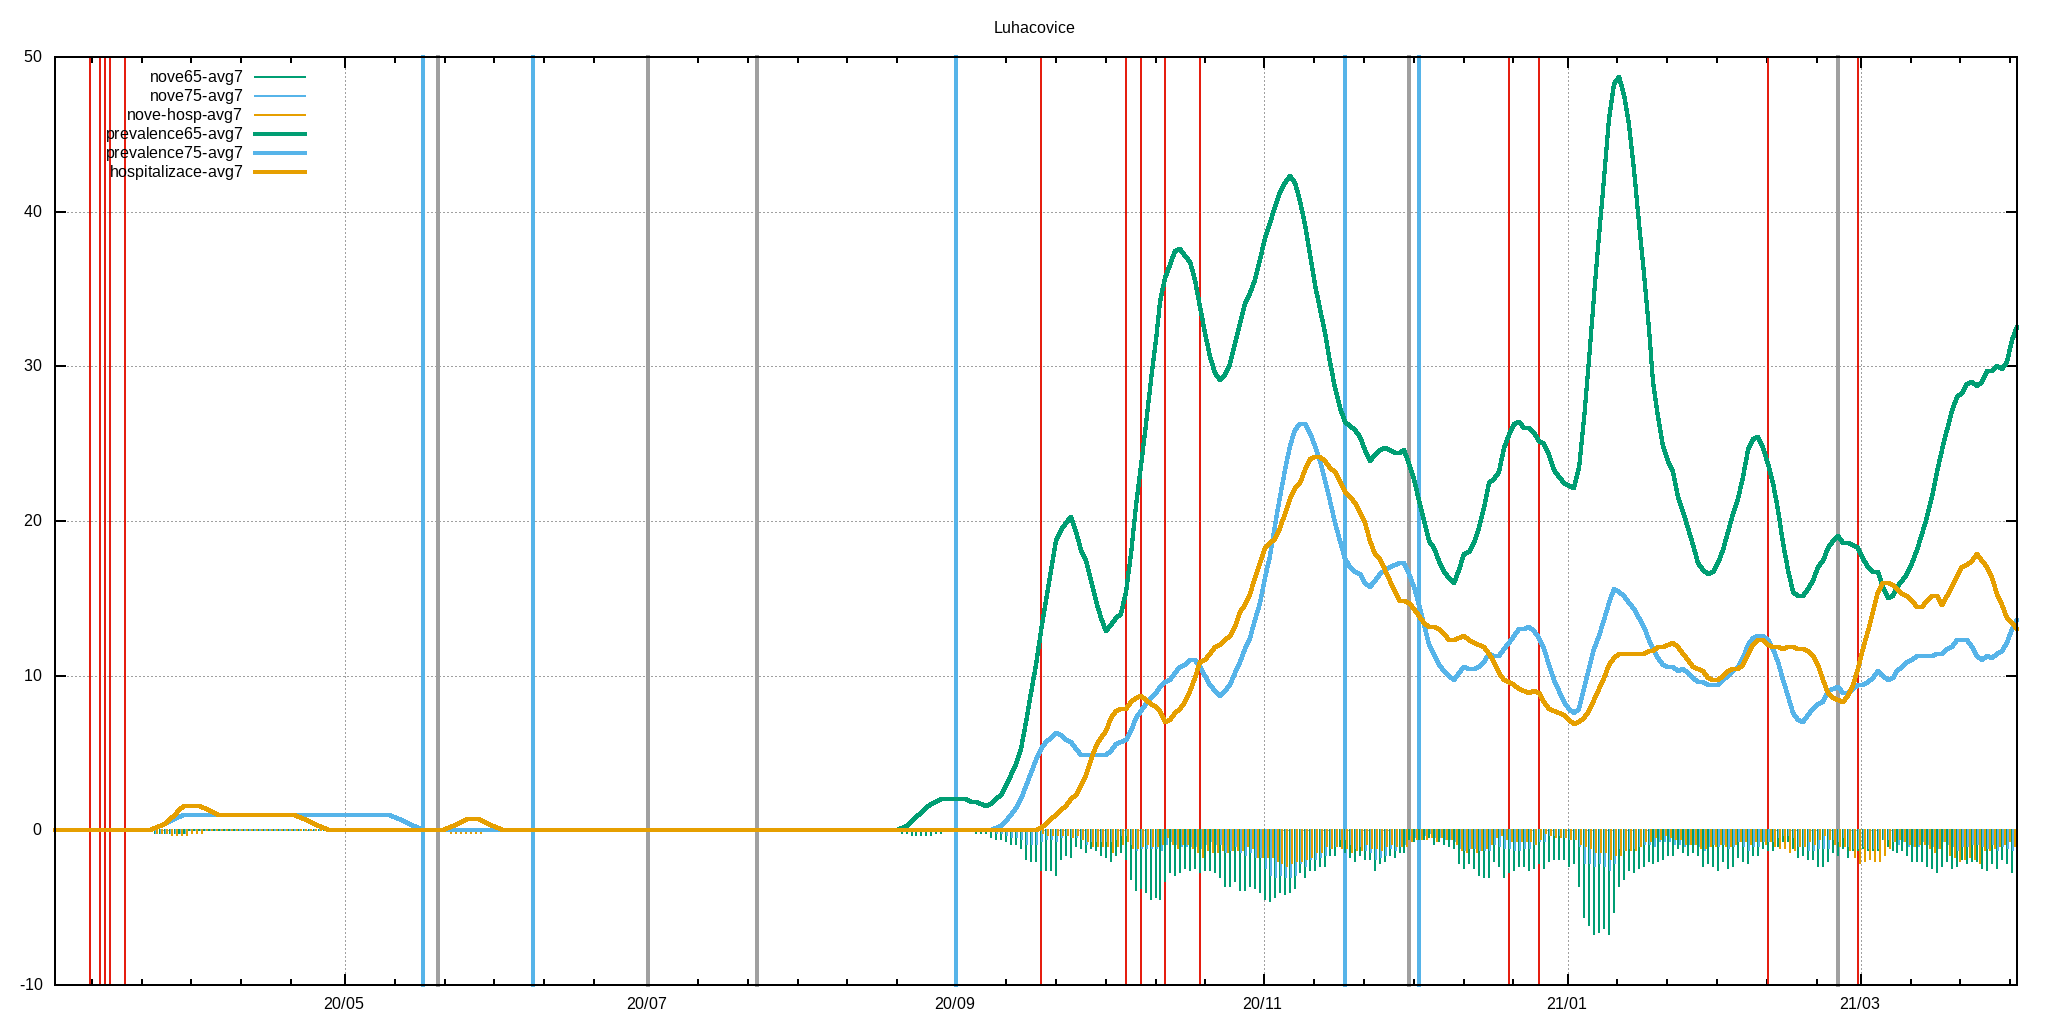 Luhacovice
50
nove65-avg7
nove75-avg7
nove-hosp-avg7
prevalence65-avg7
prevalence75-avg7
hospitalizace-avg7
40
30
20
10
0
-10
20/05 20/07 20/09 20/11 21/01 21/03